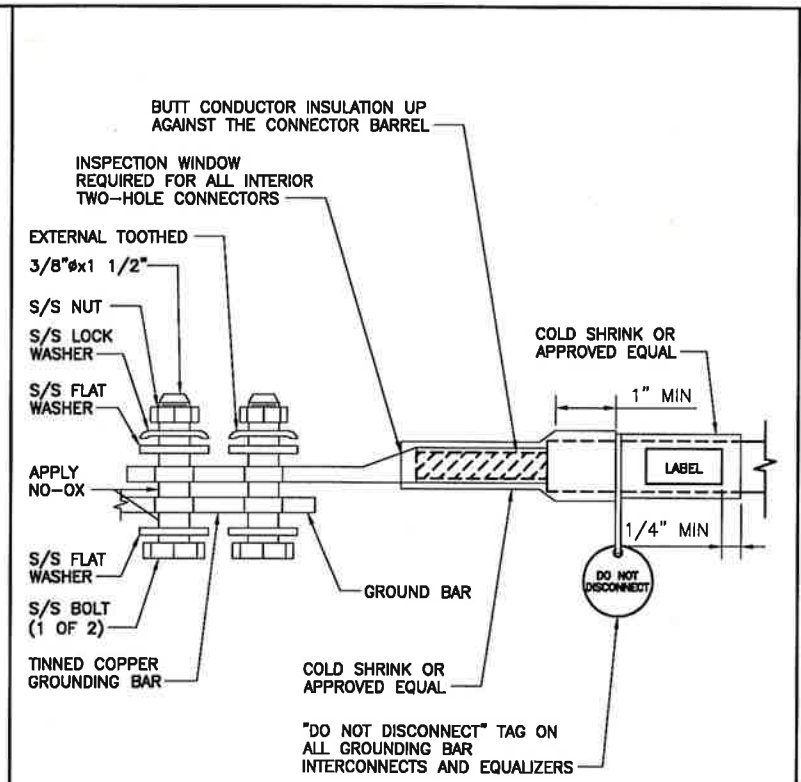 BUTT CONDUCTOR INSULATION UP
AGAINST THE CONNECTOR BARREL
INSPECTION WINDOW
REQUIRED FOR ALL INTERIOR
TWO-HOLE CONNECTORS
EXTERNAL TOOTHED
3/8"øx1 1/2"
S/S NUT
S/S LOCK
WASHER
S/S FLAT
WASHER
APPLY
NO-OX
S/S FLAT
WASHER
S/S BOLT
(1 OF 2)
TINNED COPPER
GROUNDING BAR
COLD SHRINK OR
APPROVED EQUAL
1" MIN
LABEL
1/4" MIN
DO NOT
DISCONNECT
GROUND BAR
COLD SHRINK OR
APPROVED EQUAL
"DO NOT DISCONNECT" TAG ON
ALL GROUNDING BAR
INTERCONNECTS AND EQUALIZERS